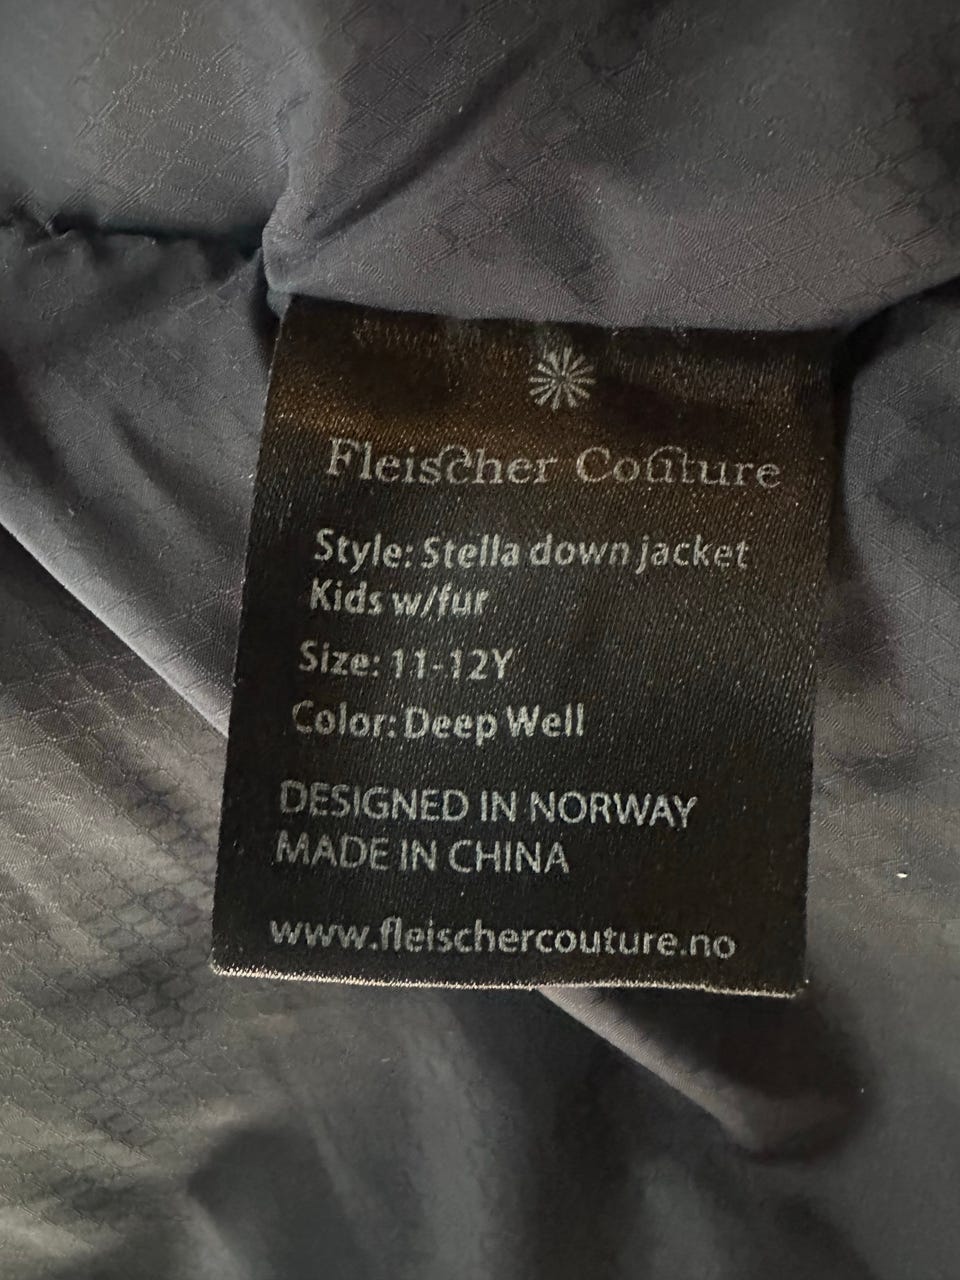 Fleischer Couture
Style: Stella down jacket
Kids w/fur
Size: 11-12Y
Color: Deep Well
DESIGNED IN NORWAY
MADE IN CHINA
www.fleischercouture.no